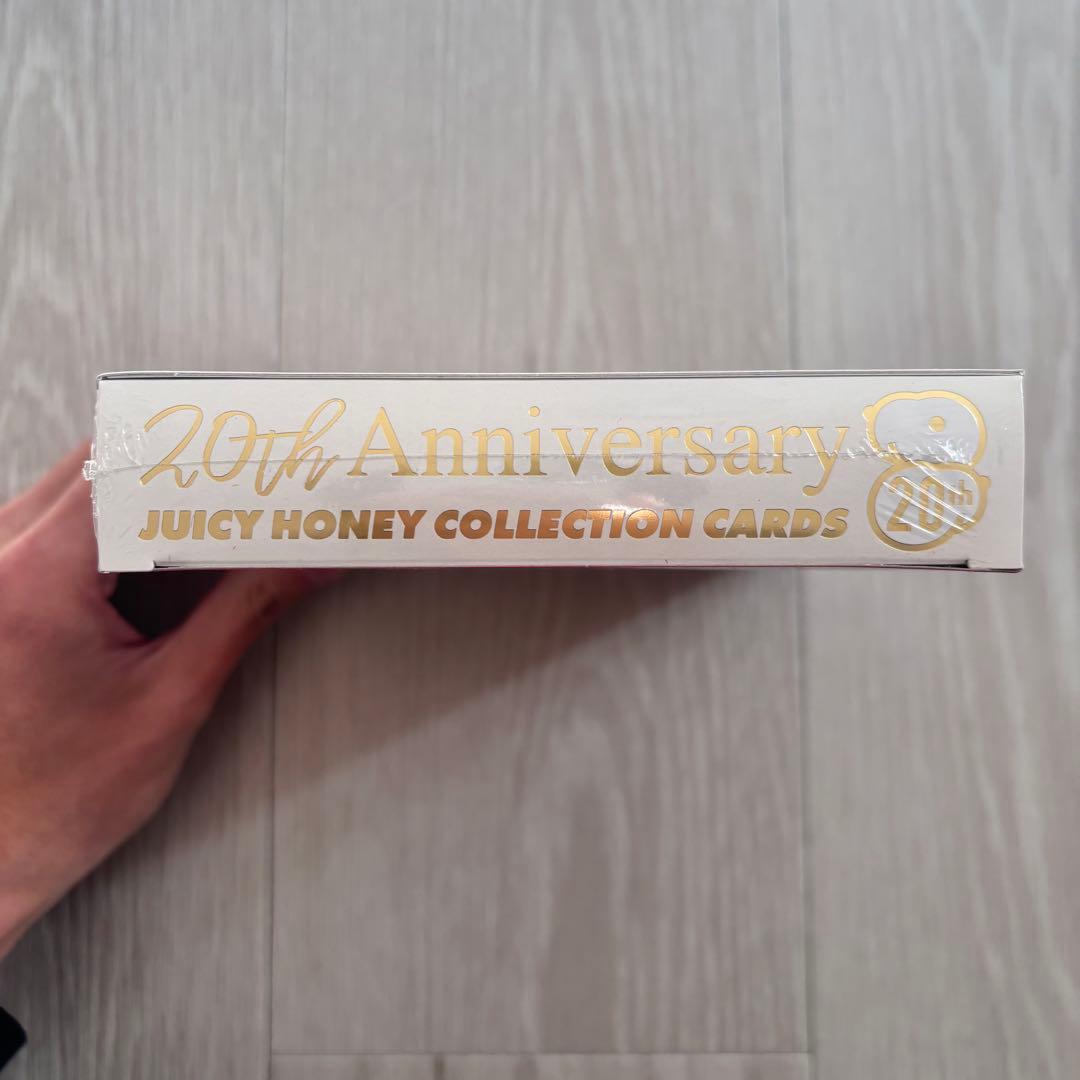 20th Anniversary
JUICY HONEY COLLECTION CARDS
20th